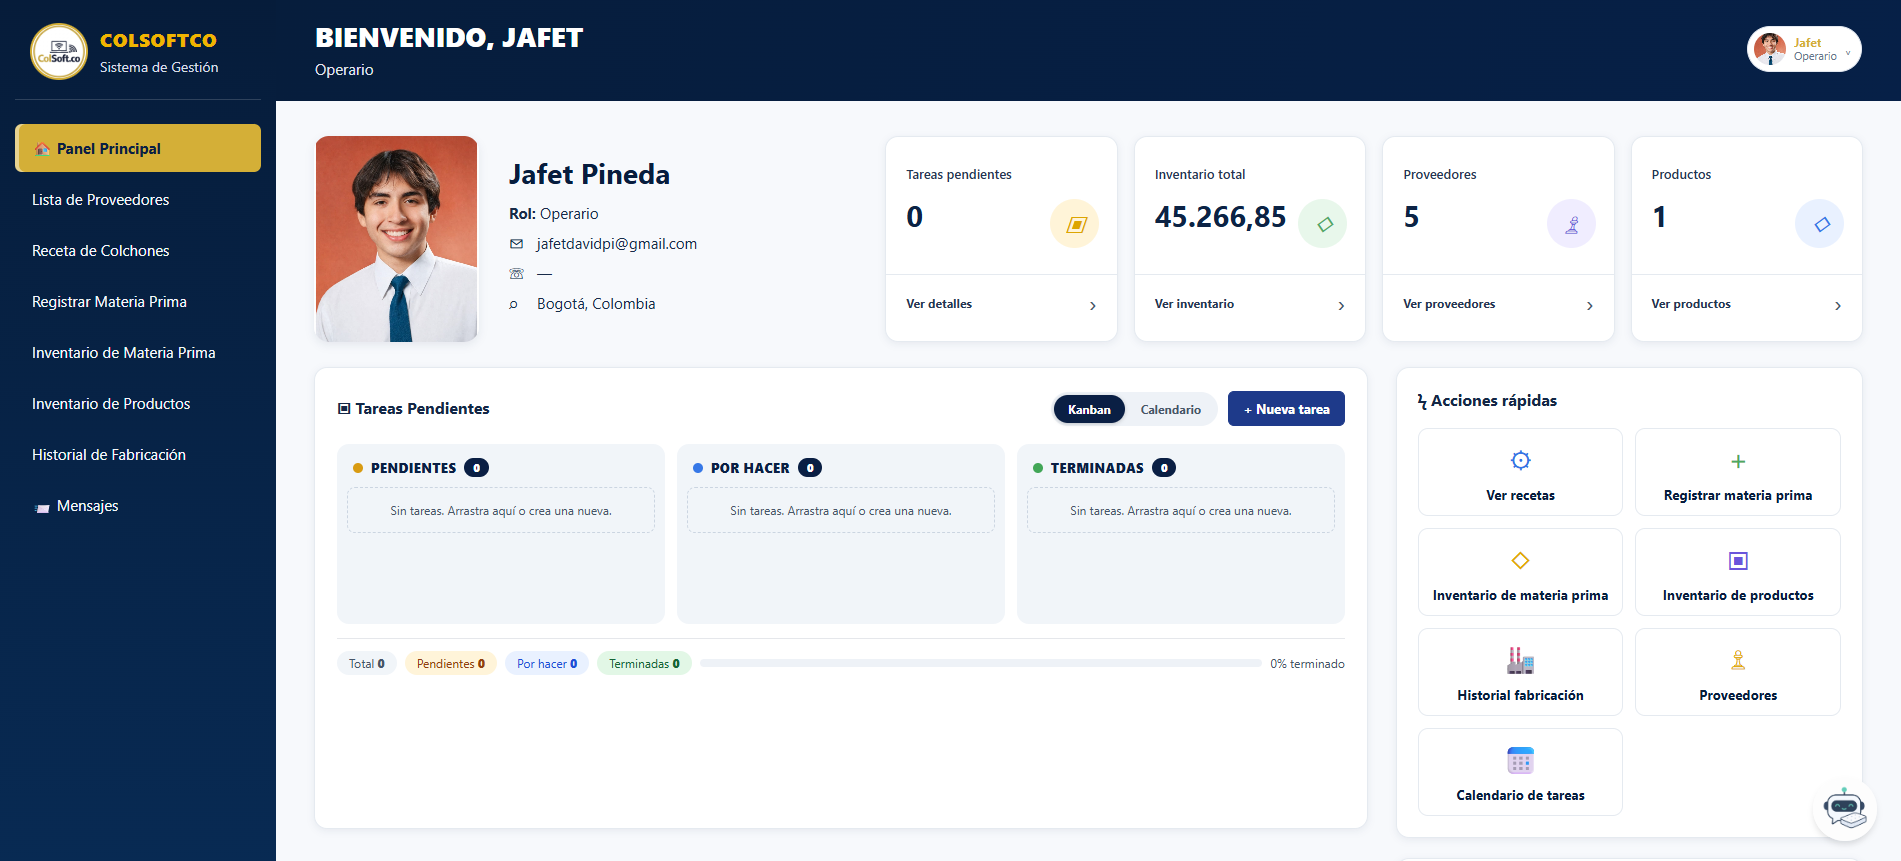 ColSoft.co
COLSOFTCO
Sistema de Gestión
Panel Principal
Lista de Proveedores
Receta de Colchones
Registrar Materia Prima
Inventario de Materia Prima
Inventario de Productos
Historial de Fabricación
Mensajes
BIENVENIDO, JAFET
Operario
Jafet
Operario
Jafet Pineda
Rol: Operario
jafetdavidpi@gmail.com
—
Bogotá, Colombia
Tareas pendientes
0
Ver detalles
Inventario total
45.266,85
Ver inventario
Proveedores
5
Ver proveedores
Productos
1
Ver productos
Tareas Pendientes
Kanban
Calendario
+ Nueva tarea
PENDIENTES 0
Sin tareas. Arrastra aquí o crea una nueva.
POR HACER 0
Sin tareas. Arrastra aquí o crea una nueva.
TERMINADAS 0
Sin tareas. Arrastra aquí o crea una nueva.
Total 0
Pendientes 0
Por hacer 0
Terminadas 0
0% terminado
Acciones rápidas
Ver recetas
Registrar materia prima
Inventario de materia prima
Inventario de productos
Historial fabricación
Proveedores
Calendario de tareas